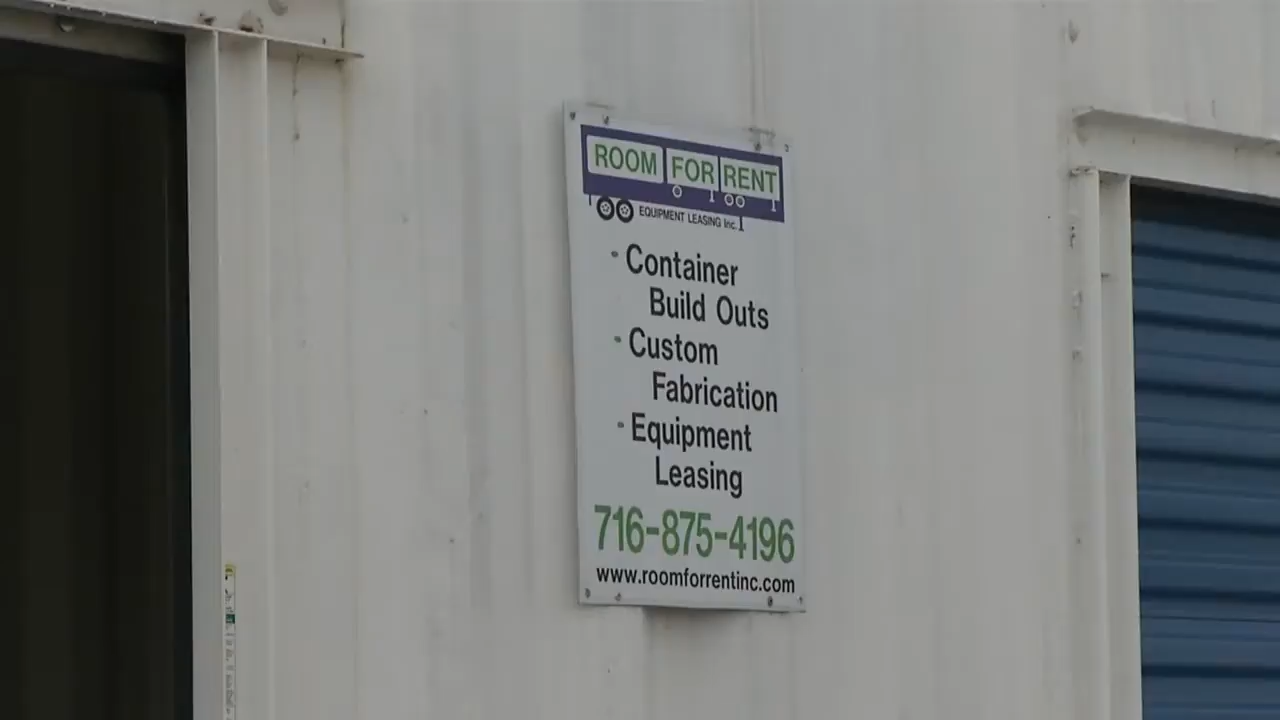 ROOM FOR RENT
EQUIPMENT LEASING Inc.
- Container
Build Outs
- Custom
Fabrication
- Equipment
Leasing
716-875-4196
www.roomforrentinc.com